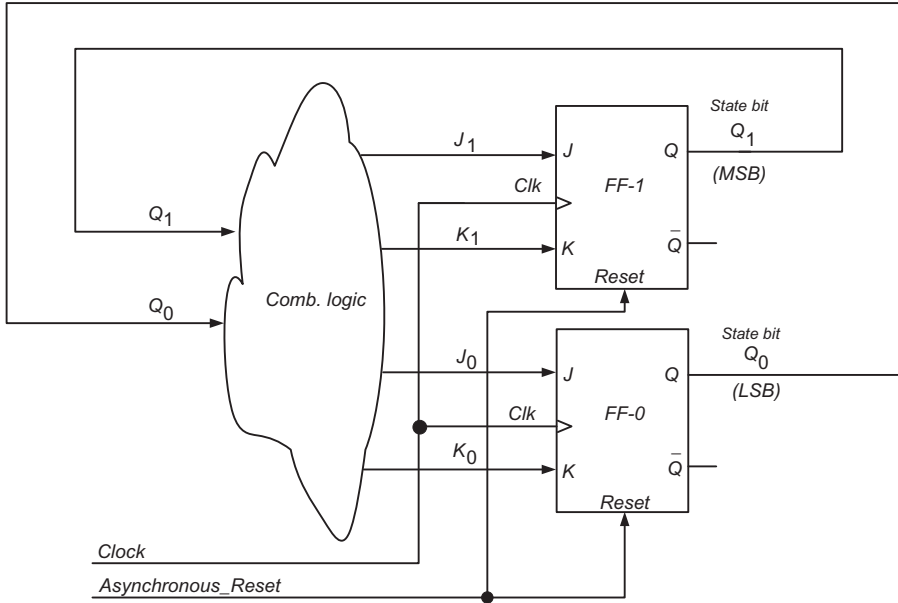 State bit
Q1
(MSB)
J1
J
Q
Clk
FF-1
Q1
K1
K
Q̅
Reset
Comb. logic
Q0
State bit
Q0
(LSB)
J0
J
Q
Clk
FF-0
K0
K
Q̅
Reset
Clock
Asynchronous_Reset